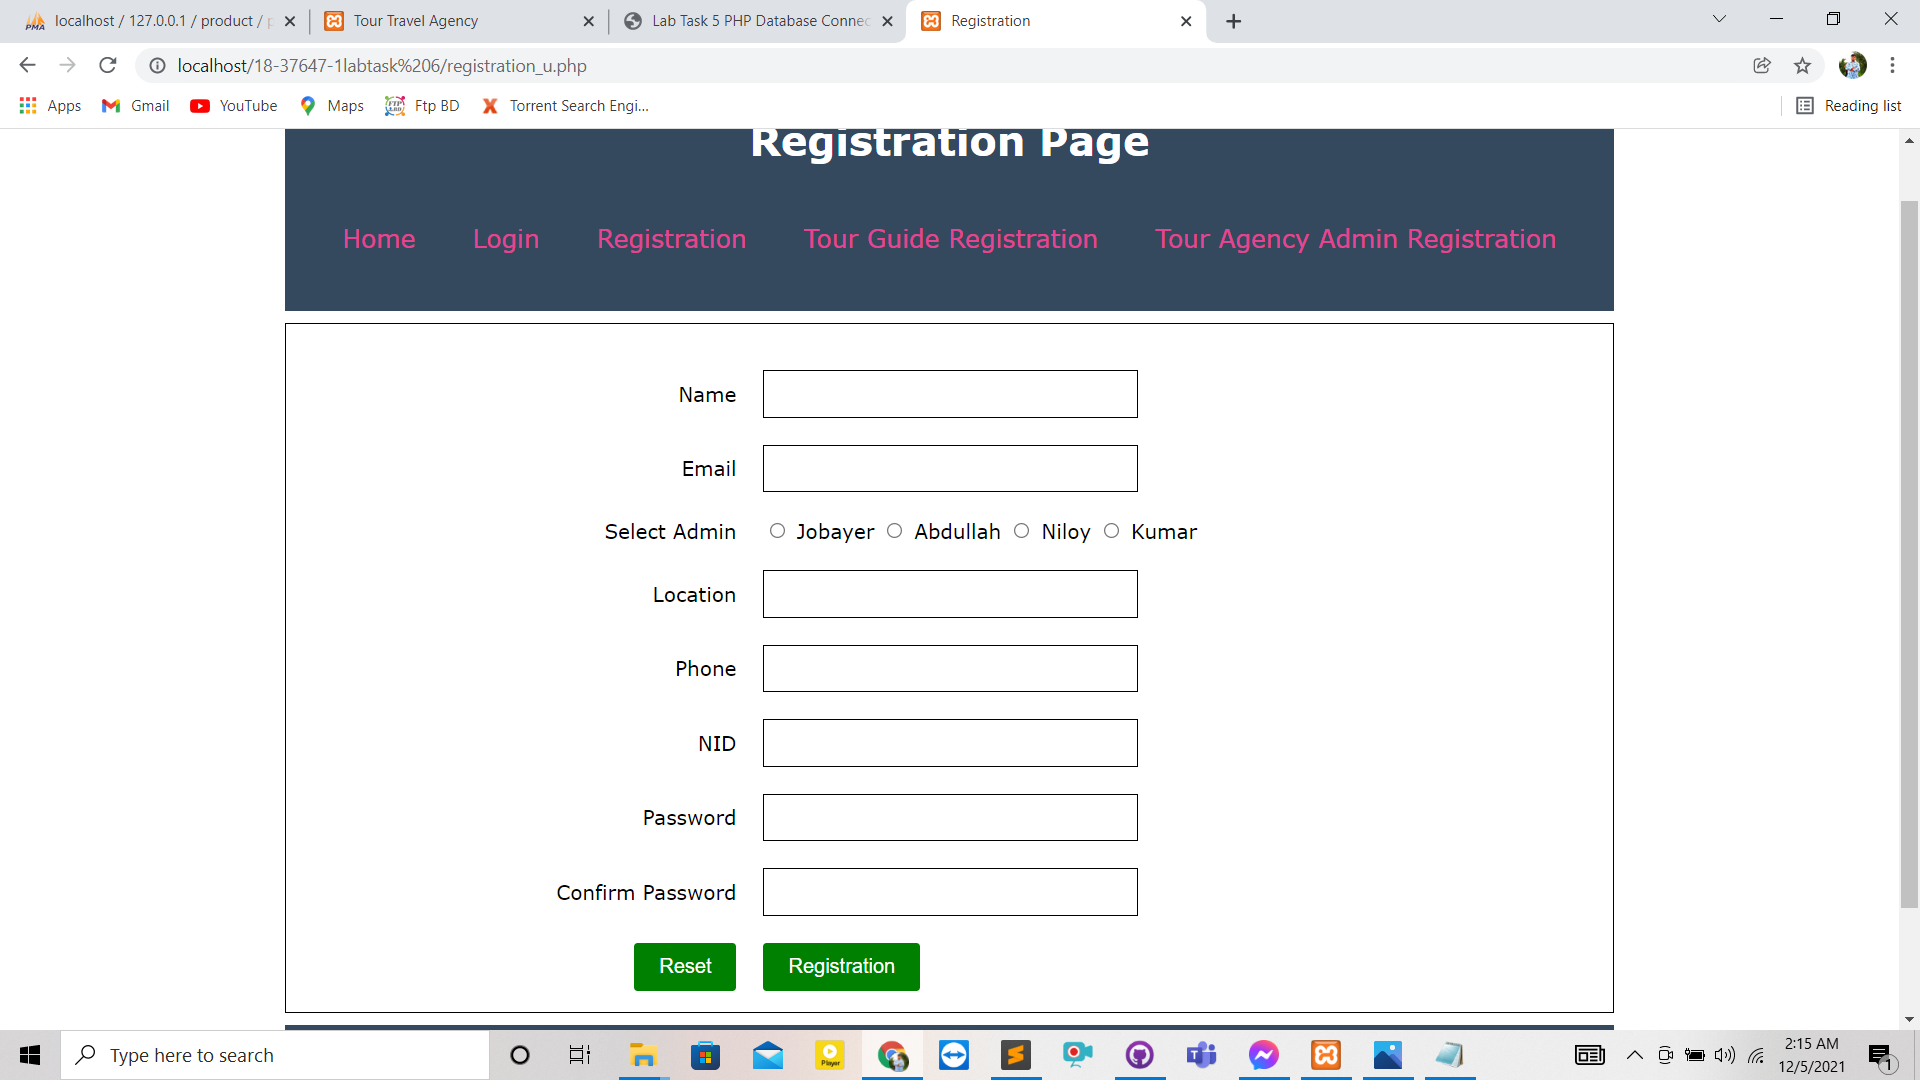 localhost / 127.0.0.1 / product / p
Tour Travel Agency
Lab Task 5 PHP Database Connec
Registration
localhost/18-37647-1labtask%206/registration_u.php
Apps
Gmail
YouTube
Maps
Ftp BD
Torrent Search Engi...
Reading list
Registration Page
Home
Login
Registration
Tour Guide Registration
Tour Agency Admin Registration
Name
Email
Select Admin Jobayer Abdullah Niloy Kumar
Location
Phone
NID
Password
Confirm Password
Reset Registration
Type here to search
2:15 AM
12/5/2021
1